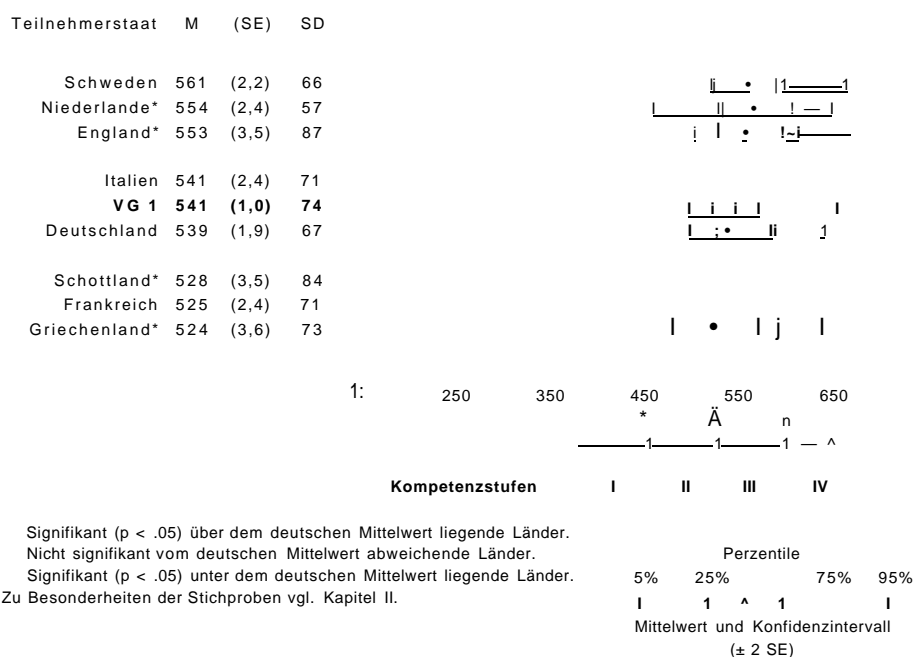 Teilnehmerstaat M (SE) SD
Schweden 561 (2,2) 66
Niederlande* 554 (2,4) 57
England* 553 (3,5) 87
Italien 541 (2,4) 71
VG 1 541 (1,0) 74
Deutschland 539 (1,9) 67
Schottland* 528 (3,5) 84
Frankreich 525 (2,4) 71
Griechenland* 524 (3,6) 73
1: 250 350 450 550 650
* Ä n
Kompetenzstufen I II III IV
Signifikant (p < .05) über dem deutschen Mittelwert liegende Länder.
Nicht signifikant vom deutschen Mittelwert abweichende Länder.
Signifikant (p < .05) unter dem deutschen Mittelwert liegende Länder.
Zu Besonderheiten der Stichproben vgl. Kapitel II.
Perzentile
5% 25% 75% 95%
Mittelwert und Konfidenzintervall
(± 2 SE)